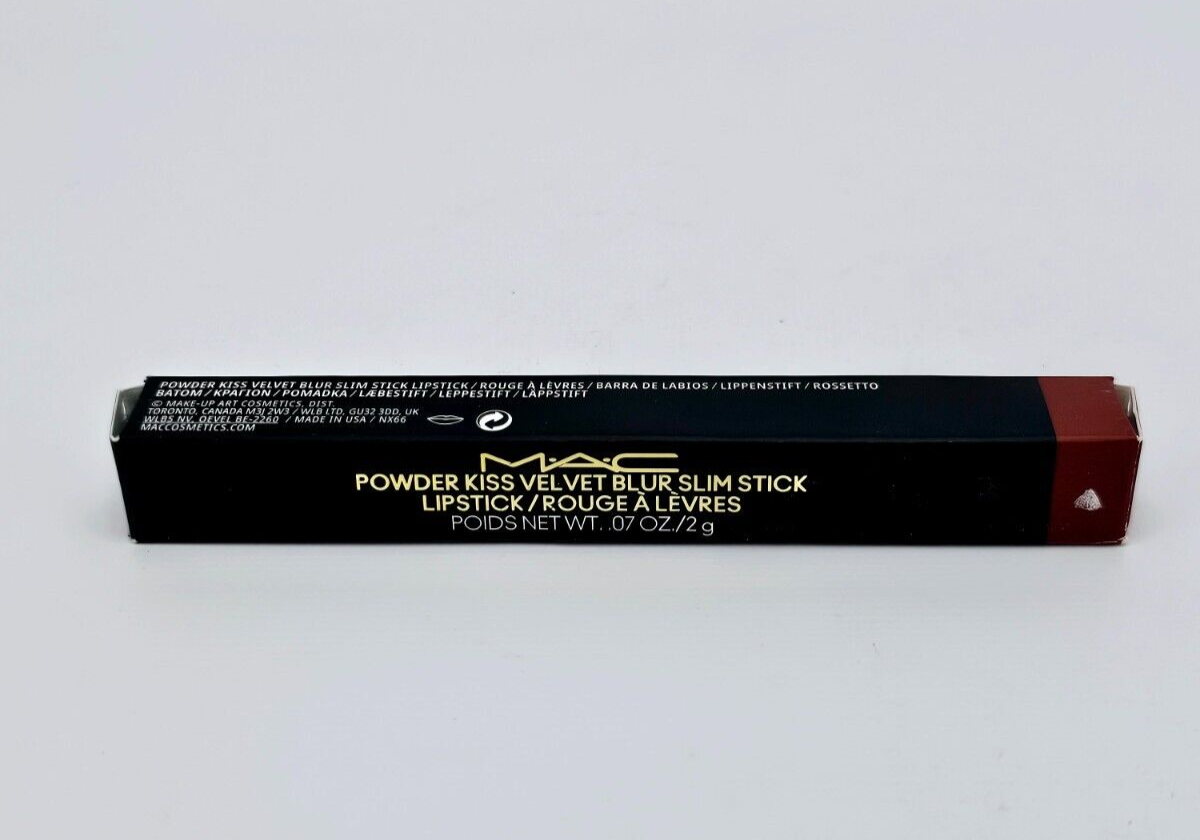 POWDER KISS VELVET BLUR SLIM STICK LIPSTICK / ROUGE À LÈVRES / BARRA DE LABIOS / LIPPENSTIFT / ROSSETTO
BATOM / ΚΡΑΓΙΟΝ / POMADKA / LÆBESTIFT / LEPPESTIFT / LÄPPSTIFT
© MAKE-UP ART COSMETICS, DIST.
TORONTO, CANADA M3J 2W3 / WLB LTD, GU32 3DD, UK
WLBS NV. OEVEL BE-2260 / MADE IN USA / NX66
MACCOSMETICS.COM
M·A·C
POWDER KISS VELVET BLUR SLIM STICK
LIPSTICK / ROUGE À LÈVRES
POIDS NET WT. .07 OZ./2 g